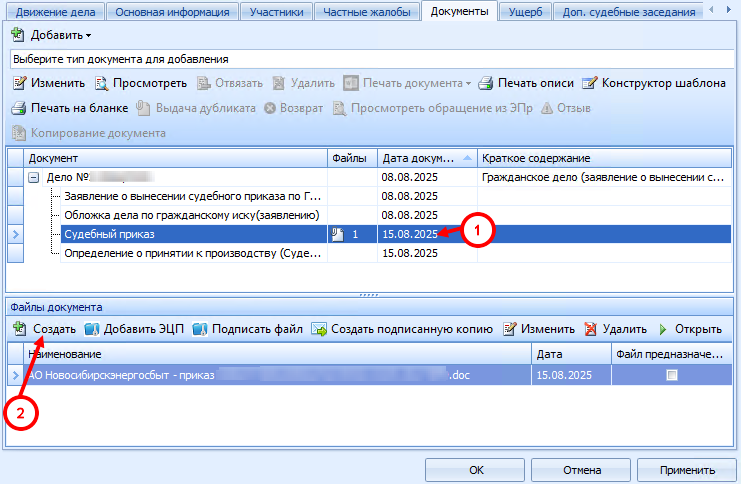 Движение дела Основная информация Участники Частные жалобы Документы Ущерб Доп. судебные заседания
Добавить
Выберите тип документа для добавления
Изменить Просмотреть Отвязать Удалить Печать документа Печать описи Конструктор шаблона
Печать на бланке Выдача дубликата Возврат Просмотреть обращение из ЭПр Отзыв
Копирование документа
Документ Файлы Дата докум... Краткое содержание
Дело № 08.08.2025 Гражданское дело (заявление о вынесении с...
Заявление о вынесении судебного приказа по Г... 08.08.2025
Обложка дела по гражданскому иску(заявлению) 08.08.2025
Судебный приказ 1 15.08.2025 1
Определение о принятии к производству (Суде... 15.08.2025
Файлы документа
Создать Добавить ЭЦП Подписать файл Создать подписанную копию Изменить Удалить Открыть
Наименование Дата Файл предназначе...
АО Новосибирскэнергосбыт - приказ .doc 15.08.2025
2
ОК Отмена Применить